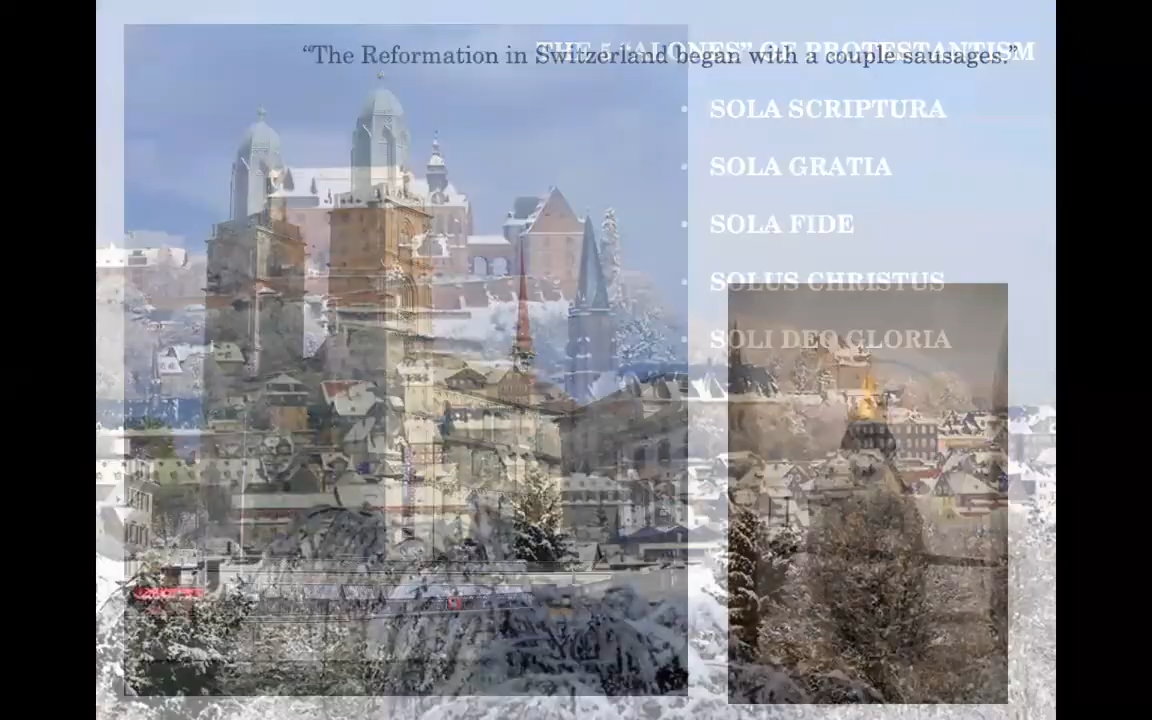 “The Reformation in Switzerland began with a couple sausages.”
THE 5 “ALONES” OF PROTESTANTISM
• SOLA SCRIPTURA
• SOLA GRATIA
• SOLA FIDE
• SOLUS CHRISTUS
• SOLI DEO GLORIA